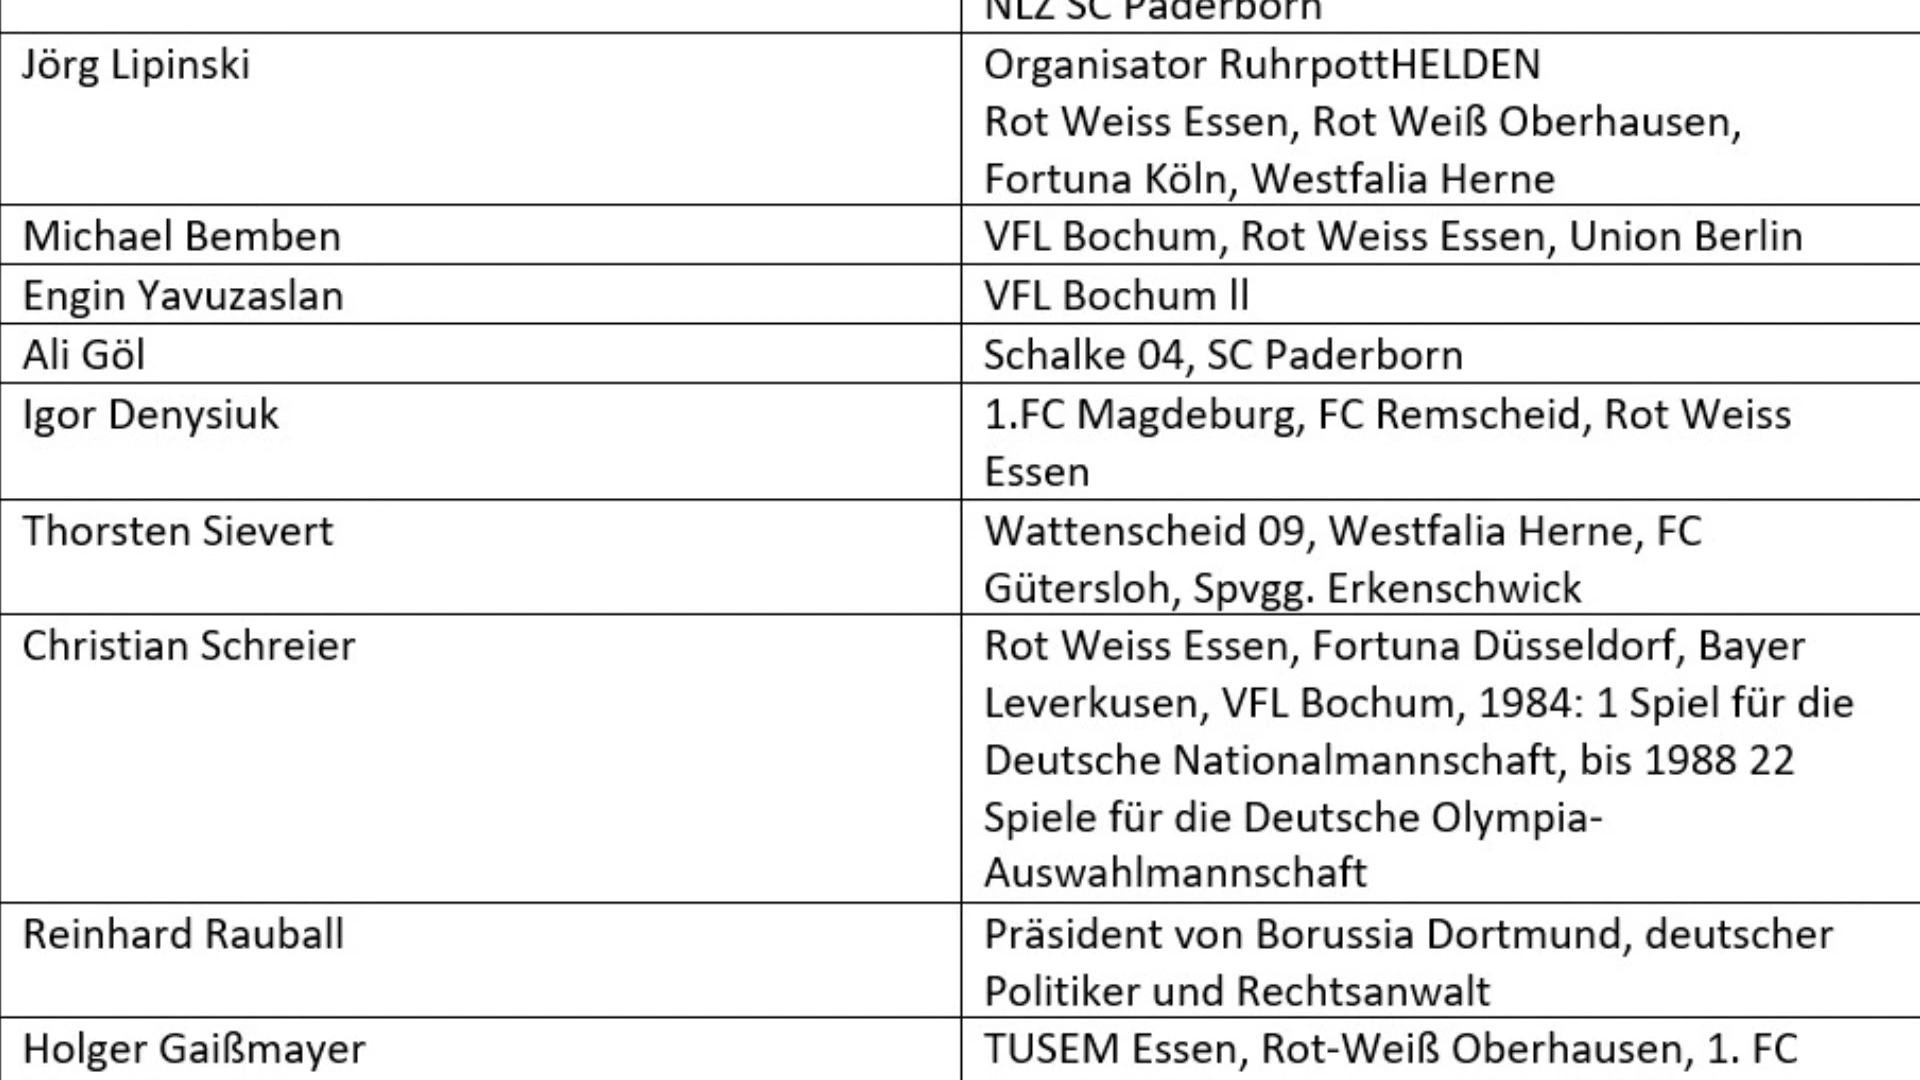 NLZ SC Paderborn
Jörg Lipinski
Organisator RuhrpottHELDEN
Rot Weiss Essen, Rot Weiß Oberhausen,
Fortuna Köln, Westfalia Herne
Michael Bemben
VFL Bochum, Rot Weiss Essen, Union Berlin
Engin Yavuzaslan
VFL Bochum ll
Ali Göl
Schalke 04, SC Paderborn
Igor Denysiuk
1.FC Magdeburg, FC Remscheid, Rot Weiss
Essen
Thorsten Sievert
Wattenscheid 09, Westfalia Herne, FC
Gütersloh, Spvgg. Erkenschwick
Christian Schreier
Rot Weiss Essen, Fortuna Düsseldorf, Bayer
Leverkusen, VFL Bochum, 1984: 1 Spiel für die
Deutsche Nationalmannschaft, bis 1988 22
Spiele für die Deutsche Olympia-
Auswahlmannschaft
Reinhard Rauball
Präsident von Borussia Dortmund, deutscher
Politiker und Rechtsanwalt
Holger Gaißmayer
TUSEM Essen, Rot-Weiß Oberhausen, 1. FC